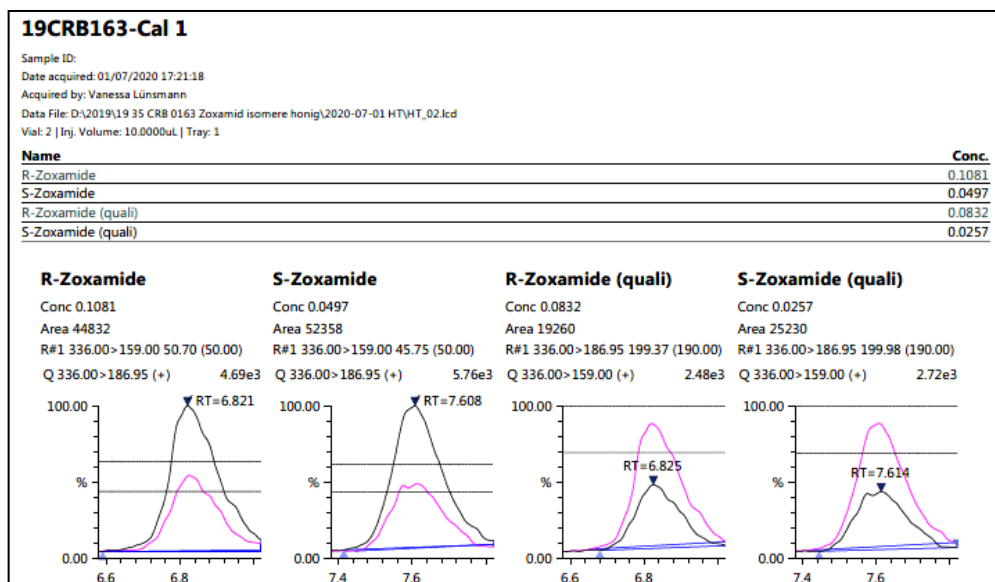 19CRB163-Cal 1
Sample ID:
Date acquired: 01/07/2020 17:21:18
Acquired by: Vanessa Lünsmann
Data File: D:\2019\19 35 CRB 0163 Zoxamid isomere honig\2020-07-01 HT\HT_02.lcd
Vial: 2 | Inj. Volume: 10.0000uL | Tray: 1
Name Conc.
R-Zoxamide 0.1081
S-Zoxamide 0.0497
R-Zoxamide (quali) 0.0832
S-Zoxamide (quali) 0.0257
R-Zoxamide S-Zoxamide R-Zoxamide (quali) S-Zoxamide (quali)
Conc 0.1081 Conc 0.0497 Conc 0.0832 Conc 0.0257
Area 44832 Area 52358 Area 19260 Area 25230
R#1 336.00>159.00 50.70 (50.00) R#1 336.00>159.00 45.75 (50.00) R#1 336.00>186.95 199.37 (190.00) R#1 336.00>186.95 199.98 (190.00)
Q 336.00>186.95 (+) 4.69e3 Q 336.00>186.95 (+) 5.76e3 Q 336.00>159.00 (+) 2.48e3 Q 336.00>159.00 (+) 2.72e3
100.00 RT=6.821 100.00 RT=7.608 100.00 100.00
RT=6.825 RT=7.614
% % % %
0.00 0.00 0.00 0.00
6.6 6.8 7.4 7.6 6.6 6.8 7.4 7.6